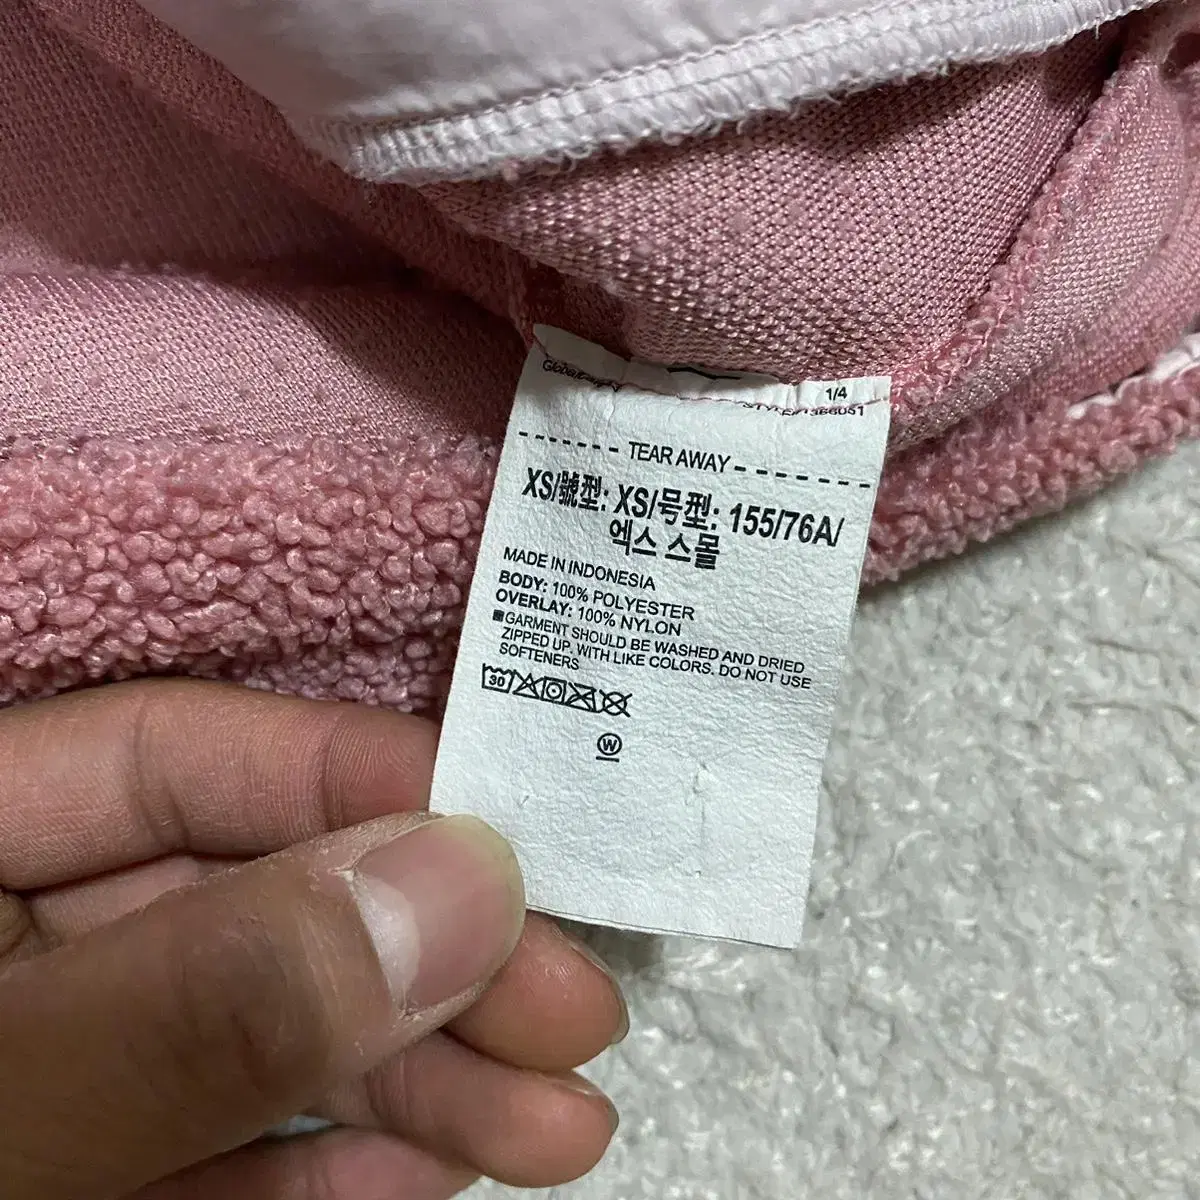 1/4
TEAR AWAY
XS/號型: XS/号型: 155/76A/
엑스 스몰
MADE IN INDONESIA
BODY: 100% POLYESTER
OVERLAY: 100% NYLON
■GARMENT SHOULD BE WASHED AND DRIED
ZIPPED UP. WITH LIKE COLORS. DO NOT USE
SOFTENERS
30
W